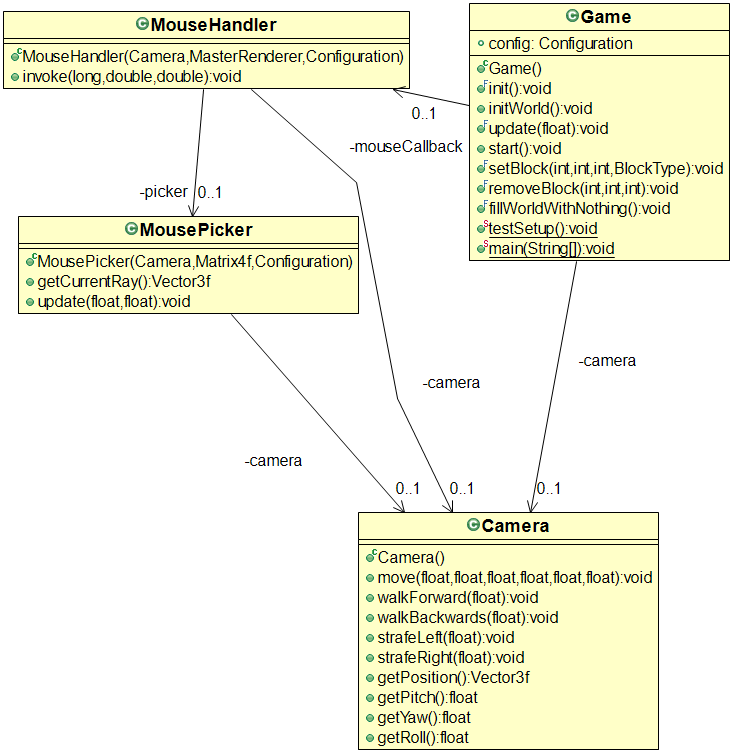 MouseHandler
MouseHandler(Camera,MasterRenderer,Configuration)
invoke(long,double,double):void
Game
config: Configuration
Game()
init():void
initWorld():void
update(float):void
start():void
setBlock(int,int,int,BlockType):void
removeBlock(int,int,int):void
fillWorldWithNothing():void
testSetup():void
main(String[]):void
0..1
-mouseCallback
-picker 0..1
MousePicker
MousePicker(Camera,Matrix4f,Configuration)
getCurrentRay():Vector3f
update(float,float):void
-camera
-camera
-camera
0..1
0..1
0..1
Camera
Camera()
move(float,float,float,float,float,float):void
walkForward(float):void
walkBackwards(float):void
strafeLeft(float):void
strafeRight(float):void
getPosition():Vector3f
getPitch():float
getYaw():float
getRoll():float